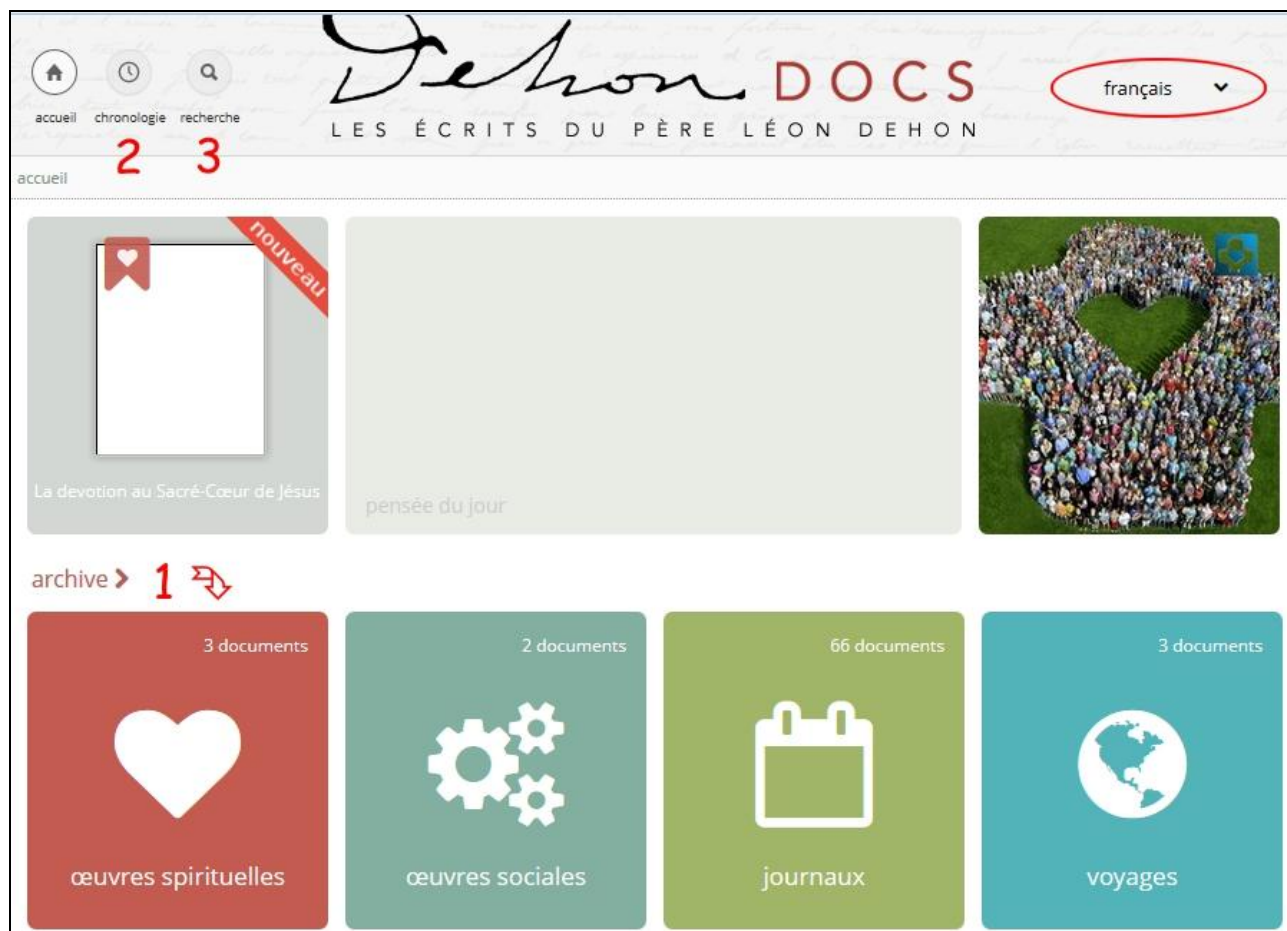 Dehon DOCS
LES ÉCRITS DU PÈRE LÉON DEHON
accueil chronologie recherche
2 3
français
accueil
nouveau
La devotion au Sacré-Cœur de Jésus
pensée du jour
archive 1
3 documents
œuvres spirituelles
2 documents
œuvres sociales
66 documents
journaux
3 documents
voyages